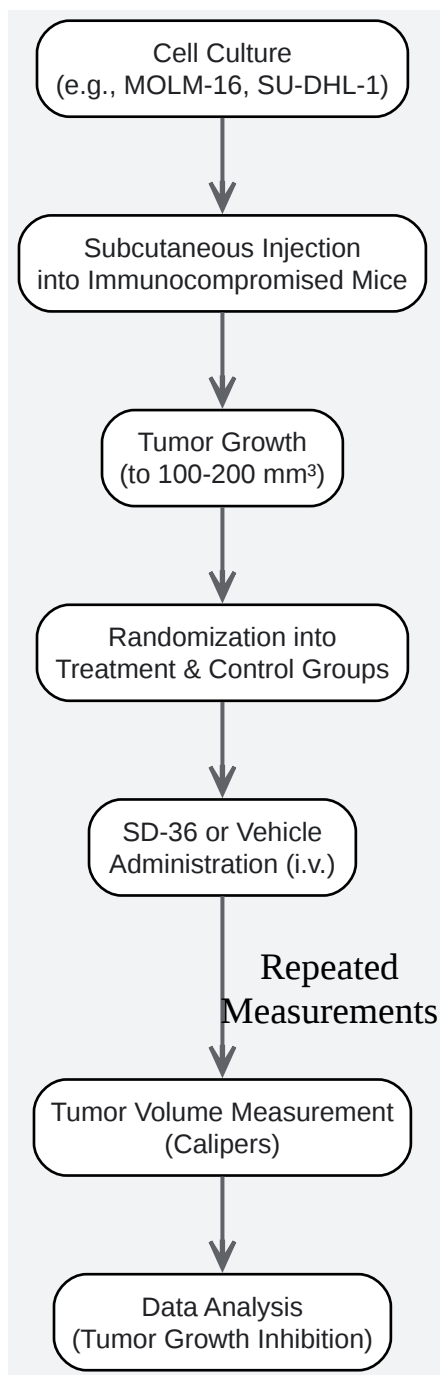 Cell Culture
(e.g., MOLM-16, SU-DHL-1)
Subcutaneous Injection
into Immunocompromised Mice
Tumor Growth
(to 100-200 mm³)
Randomization into
Treatment & Control Groups
SD-36 or Vehicle
Administration (i.v.)
Repeated
Measurements
Tumor Volume Measurement
(Calipers)
Data Analysis
(Tumor Growth Inhibition)